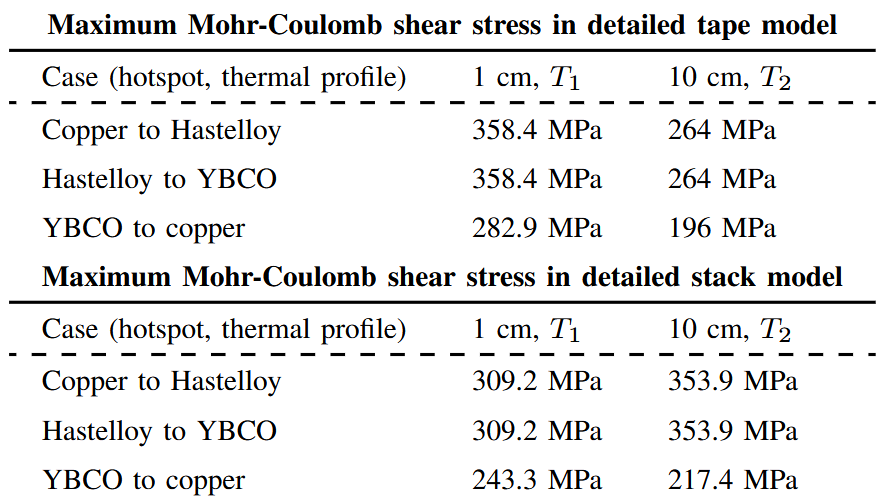 Maximum Mohr-Coulomb shear stress in detailed tape model
Case (hotspot, thermal profile) 1 cm, T₁ 10 cm, T₂
Copper to Hastelloy 358.4 MPa 264 MPa
Hastelloy to YBCO 358.4 MPa 264 MPa
YBCO to copper 282.9 MPa 196 MPa
Maximum Mohr-Coulomb shear stress in detailed stack model
Case (hotspot, thermal profile) 1 cm, T₁ 10 cm, T₂
Copper to Hastelloy 309.2 MPa 353.9 MPa
Hastelloy to YBCO 309.2 MPa 353.9 MPa
YBCO to copper 243.3 MPa 217.4 MPa